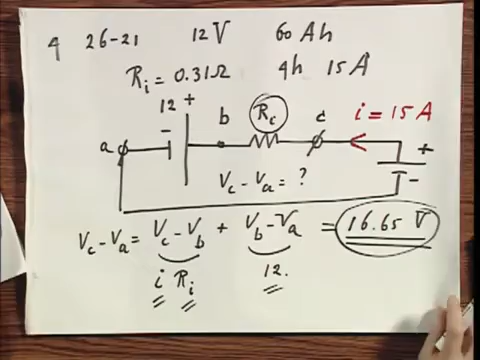 4 26-21 12 V 60 Ah
Ri = 0.31Ω 4h 15 A
12 + b Rc c i = 15 A
a - +
Vc - Va = ? -
Vc - Va = Vc - Vb + Vb - Va = 16.65 V
i Ri 12.